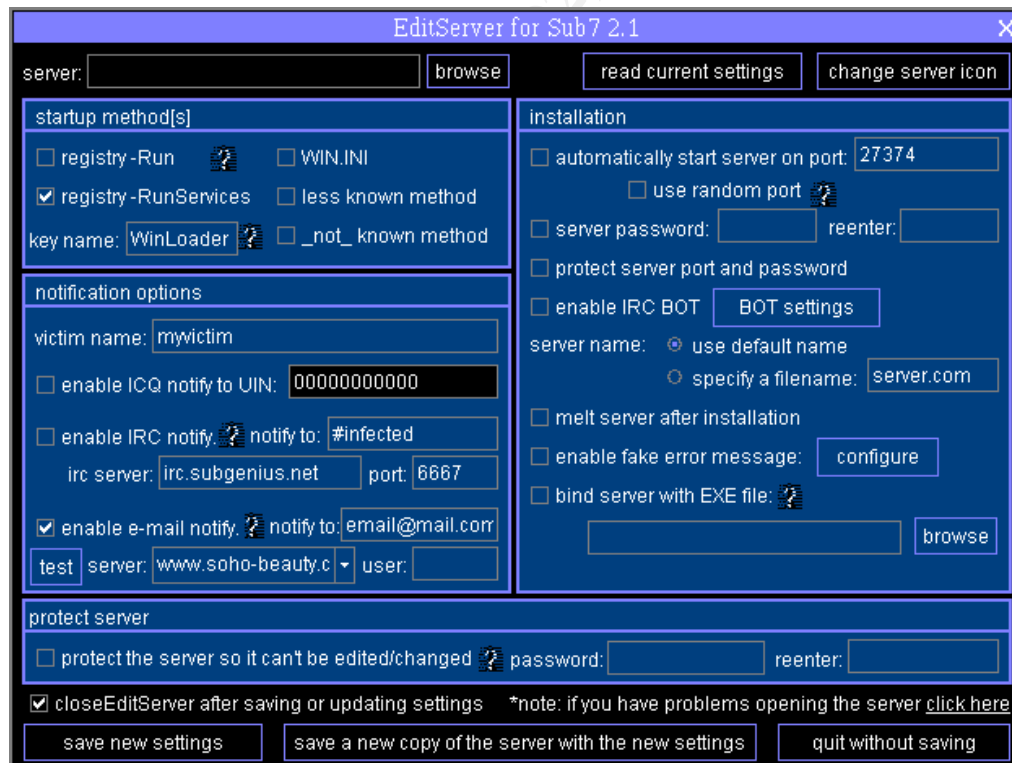 EditServer for Sub7 2.1
server:
browse
read current settings
change server icon
startup method[s]
registry -Run
?
WIN.INI
registry -RunServices
less known method
key name: WinLoader ?
_not_ known method
notification options
victim name: myvictim
enable ICQ notify to UIN: 00000000000
enable IRC notify. ? notify to: #infected
irc server: irc.subgenius.net port: 6667
enable e-mail notify. ? notify to: email@mail.com
test server: www.soho-beauty.c user:
installation
automatically start server on port: 27374
use random port ?
server password: reenter:
protect server port and password
enable IRC BOT BOT settings
server name: use default name
specify a filename: server.com
melt server after installation
enable fake error message: configure
bind server with EXE file: ?
browse
protect server
protect the server so it can't be edited/changed ? password: reenter:
closeEditServer after saving or updating settings *note: if you have problems opening the server click here
save new settings
save a new copy of the server with the new settings
quit without saving